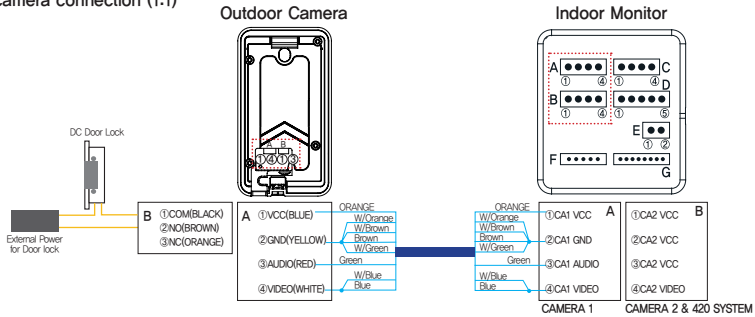 camera connection (1:1)
Outdoor Camera
Indoor Monitor
A ① ④
C ① ④
B ① ④
D ① ⑤
E ① ②
F
G
A B
① ④ ① ③
DC Door Lock
External Power
for Door lock
B
①COM(BLACK)
②NO(BROWN)
③NC(ORANGE)
A
①VCC(BLUE)
②GND(YELLOW)
③AUDIO(RED)
④VIDEO(WHITE)
ORANGE
W/Orange
W/Brown
Brown
W/Green
Green
W/Blue
Blue
ORANGE
W/Orange
W/Brown
Brown
W/Green
Green
W/Blue
Blue
A
①CA1 VCC
②CA1 GND
③CA1 AUDIO
④CA1 VIDEO
CAMERA 1
B
①CA2 VCC
②CA2 VCC
③CA2 VCC
④CA2 VIDEO
CAMERA 2 & 420 SYSTEM